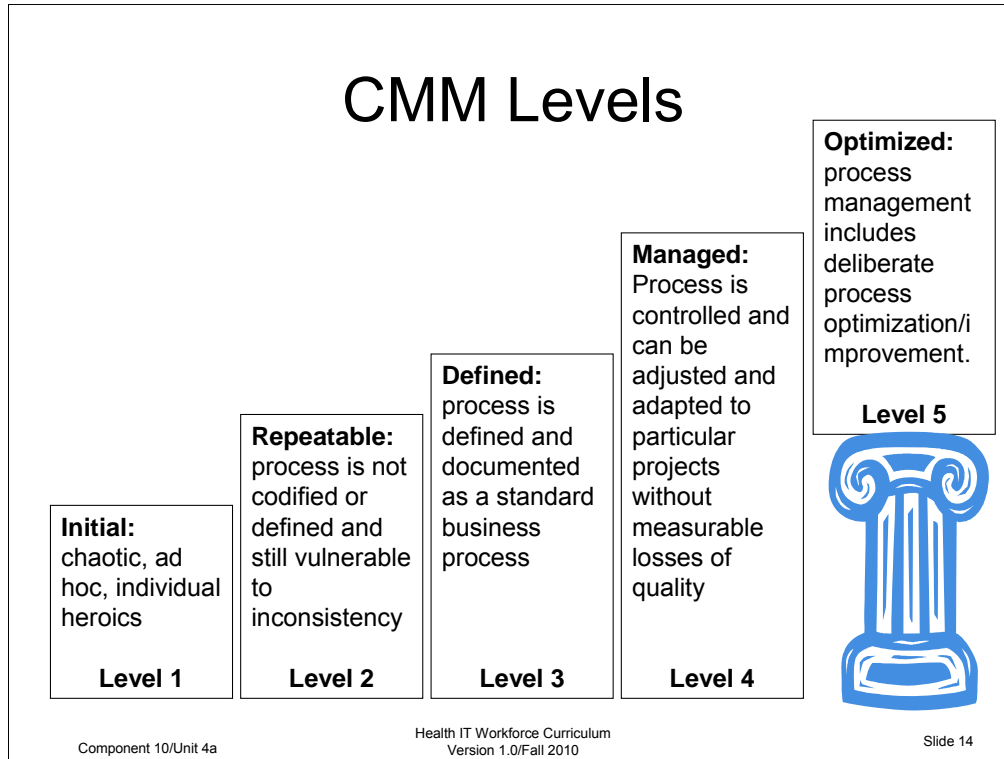 CMM Levels
Initial:
chaotic, ad
hoc, individual
heroics
Level 1
Repeatable:
process is not
codified or
defined and
still vulnerable
to
inconsistency
Level 2
Defined:
process is
defined and
documented
as a standard
business
process
Level 3
Managed:
Process is
controlled and
can be
adjusted and
adapted to
particular
projects
without
measurable
losses of
quality
Level 4
Optimized:
process
management
includes
deliberate
process
optimization/i
mprovement.
Level 5
Component 10/Unit 4a
Health IT Workforce Curriculum
Version 1.0/Fall 2010
Slide 14